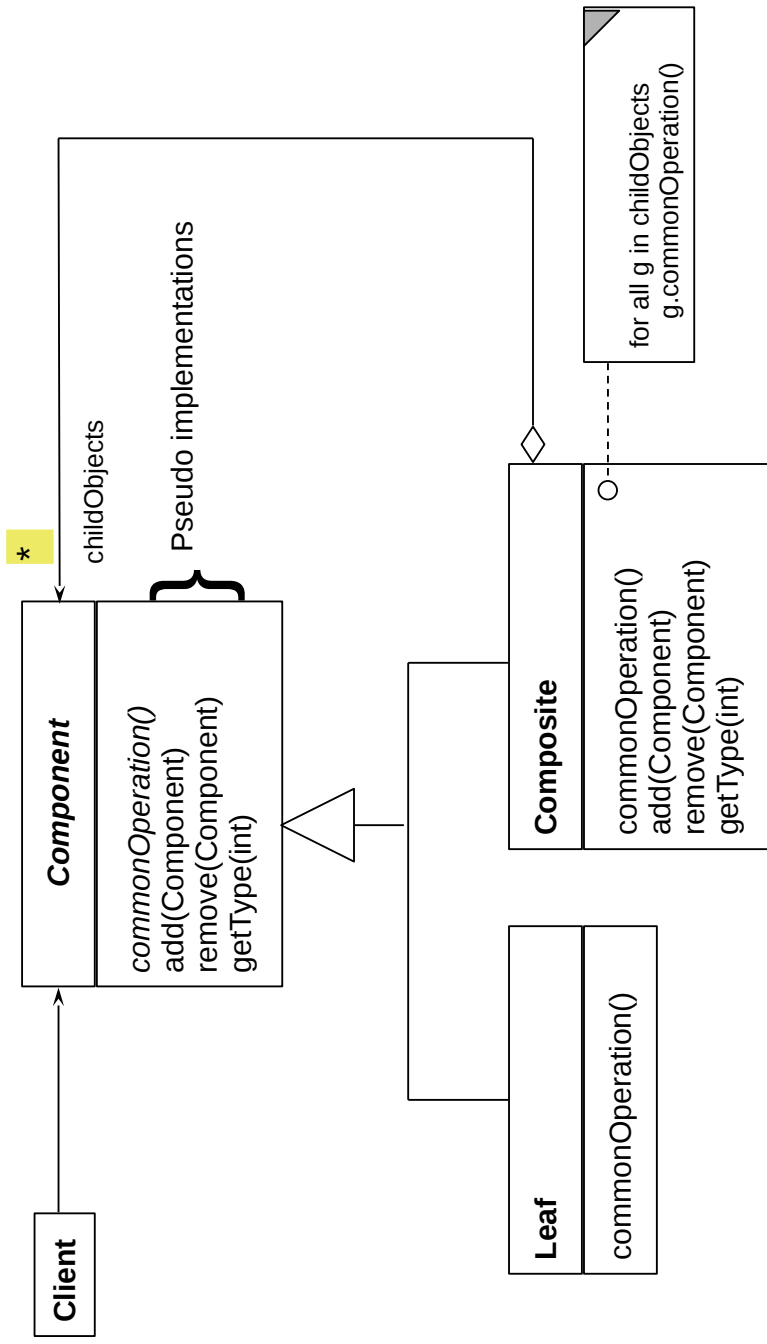 Client
Component
commonOperation()
add(Component)
remove(Component)
getType(int)
*
childObjects
Pseudo implementations
Leaf
commonOperation()
Composite
commonOperation()
add(Component)
remove(Component)
getType(int)
for all g in childObjects
g.commonOperation()